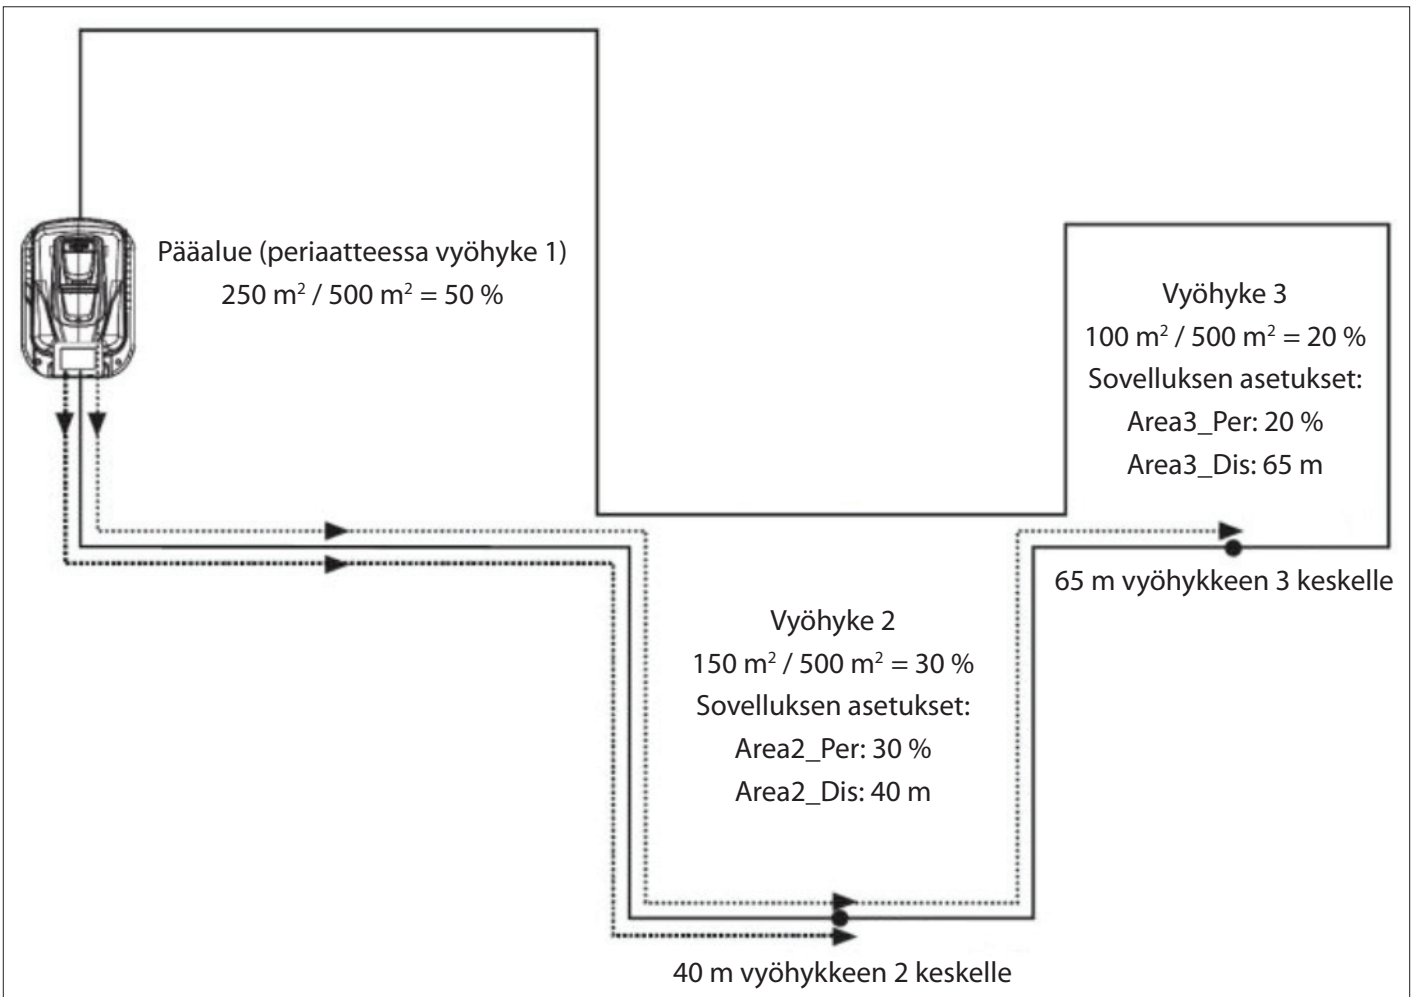 Pääalue (periaatteessa vyöhyke 1)
250 m² / 500 m² = 50 %
Vyöhyke 3
100 m² / 500 m² = 20 %
Sovelluksen asetukset:
Area3_Per: 20 %
Area3_Dis: 65 m
65 m vyöhykkeen 3 keskelle
Vyöhyke 2
150 m² / 500 m² = 30 %
Sovelluksen asetukset:
Area2_Per: 30 %
Area2_Dis: 40 m
40 m vyöhykkeen 2 keskelle